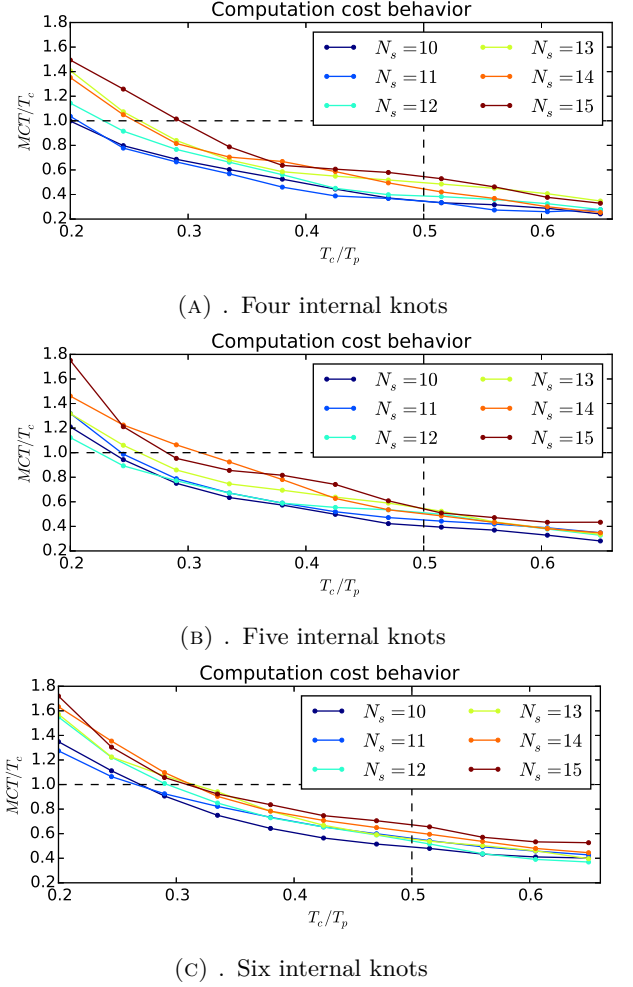 Computation cost behavior
1.8
1.6
1.4
1.2
1.0
0.8
0.6
0.4
0.2
MCT/T_c
N_s = 10
N_s = 11
N_s = 12
N_s = 13
N_s = 14
N_s = 15
0.2 0.3 0.4 0.5 0.6
T_c/T_p
(A) . Four internal knots
Computation cost behavior
1.8
1.6
1.4
1.2
1.0
0.8
0.6
0.4
0.2
MCT/T_c
N_s = 10
N_s = 11
N_s = 12
N_s = 13
N_s = 14
N_s = 15
0.2 0.3 0.4 0.5 0.6
T_c/T_p
(B) . Five internal knots
Computation cost behavior
1.8
1.6
1.4
1.2
1.0
0.8
0.6
0.4
0.2
MCT/T_c
N_s = 10
N_s = 11
N_s = 12
N_s = 13
N_s = 14
N_s = 15
0.2 0.3 0.4 0.5 0.6
T_c/T_p
(C) . Six internal knots